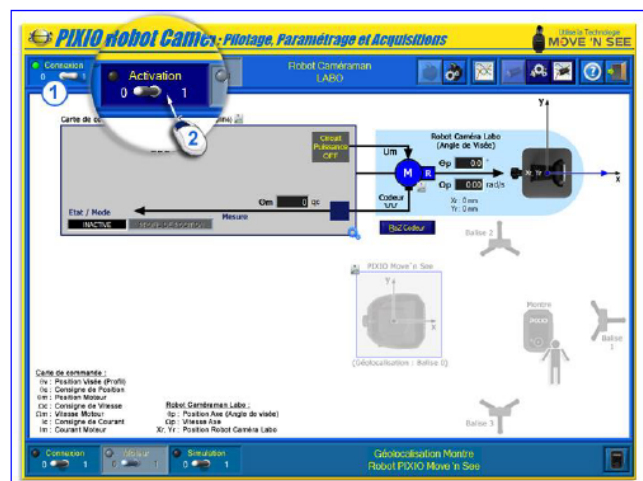 PIXIO Robot Camer : Pilotage, Paramétrage et Acquisitions
Utilise la Technologie
MOVE 'N SEE
Connexion
0 1
Activation
0 1
1
2
Robot Caméraman
LABO
Carte de co
Circuit
Puissance
OFF
Um
M
R
Codeur
Robot Caméra Labo
(Angle de Visée)
Θp 0.0 °
Ωp 0.00 rad/s
Xr : 0 mm
Yr : 0 mm
Xr, Yr
y
x
Θm 0 qc
Mesure
Etat / Mode
INACTIVE
RàZ Codeur
Balise 2
PIXIO Move'n See
y
x
(Géolocalisation : Balise 0)
Montre
PIXIO
Balise
1
Balise 3
Carte de commande :
Θv : Position Visée (Profil)
Θc : Consigne de Position
Θm : Position Moteur
Ωc : Consigne de Vitesse
Ωm : Vitesse Moteur
Ic : Consigne de Courant
Im : Courant Moteur
Robot Caméraman Labo :
Θp : Position Axe (Angle de visée)
Ωp : Vitesse Axe
Xr, Yr : Position Robot Caméra Labo
Connexion
0 1
Moteur
0 1
Simulation
0 1
Géolocalisation Montre
Robot PIXIO Move 'n See